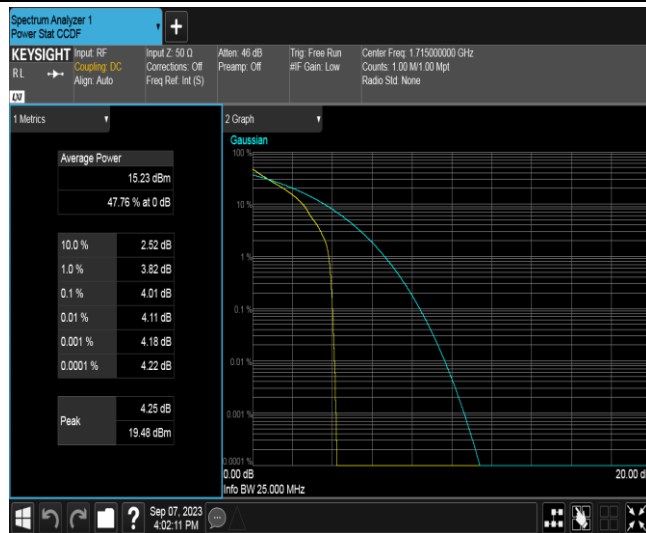 Spectrum Analyzer 1
Power Stat CCDF
+
KEYSIGHT
RL
Input: RF
Coupling: DC
Align: Auto
Input Z: 50 Ω
Corrections: Off
Freq Ref: Int (S)
Atten: 46 dB
Preamp: Off
Trig: Free Run
#IF Gain: Low
Center Freq: 1.715000000 GHz
Counts: 1.00 M/1.00 Mpt
Radio Std: None
LXI
1 Metrics
Average Power
15.23 dBm
47.76 % at 0 dB
10.0 % 2.52 dB
1.0 % 3.82 dB
0.1 % 4.01 dB
0.01 % 4.11 dB
0.001 % 4.18 dB
0.0001 % 4.22 dB
Peak
4.25 dB
19.48 dBm
2 Graph
Gaussian
100 %
10 %
1 %
0.1 %
0.01 %
0.001 %
0.0001 %
0.00 dB
20.00 d
Info BW 25.000 MHz
?
Sep 07, 2023
4:02:11 PM